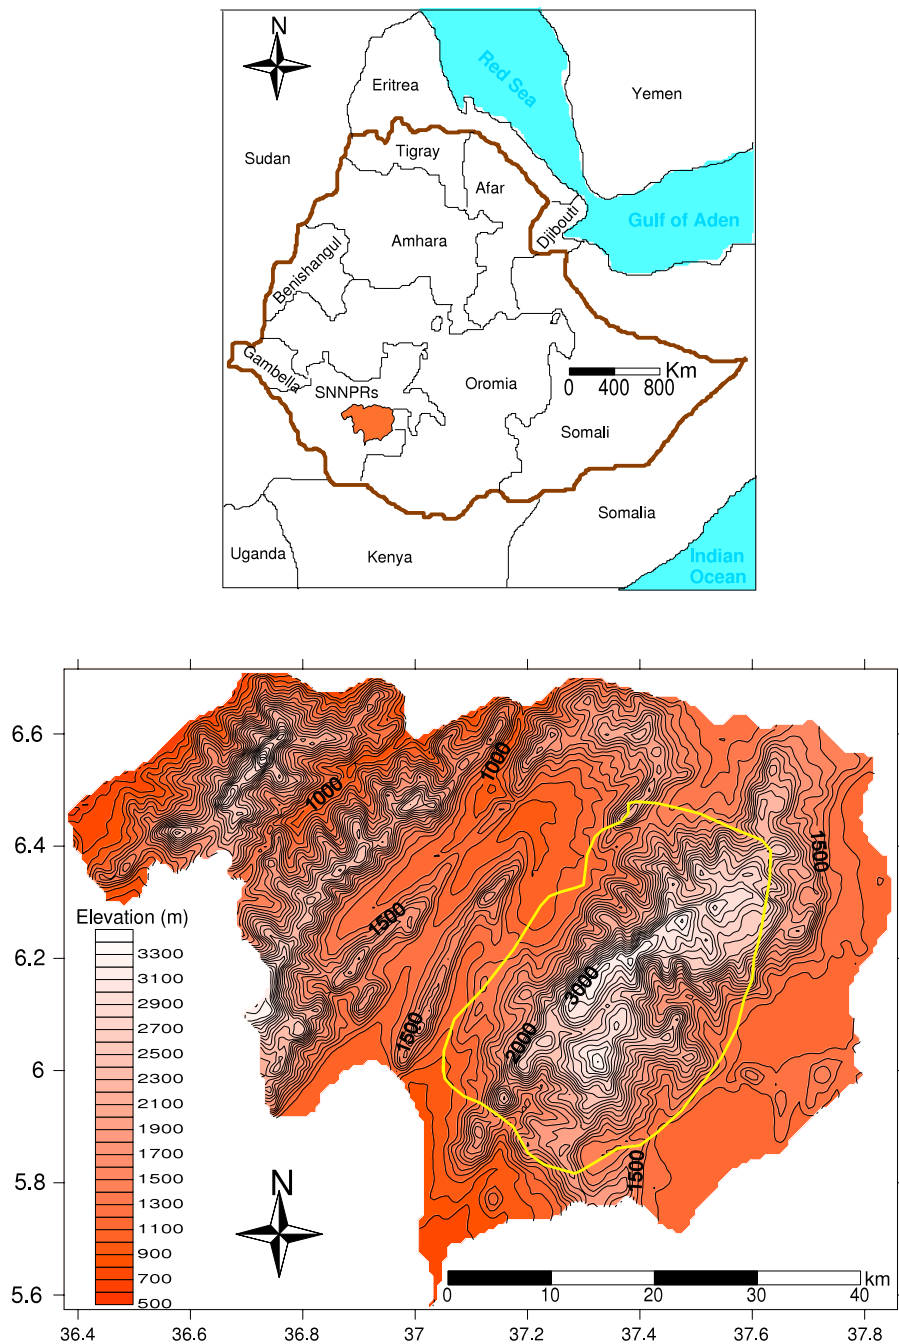 N
Red Sea
Eritrea
Yemen
Sudan
Tigray
Afar
Djibouti
Gulf of Aden
Amhara
Benishangul
Gambella
SNNPRs
Oromia
Km
0 400 800
Somali
Somalia
Uganda
Kenya
Indian
Ocean
6.6
6.4
6.2
6
5.8
5.6
1000
1000
1500
1500
1500
3000
2000
1500
Elevation (m)
3300
3100
2900
2700
2500
2300
2100
1900
1700
1500
1300
1100
900
700
500
N
km
0 10 20 30 40
36.4 36.6 36.8 37 37.2 37.4 37.6 37.8